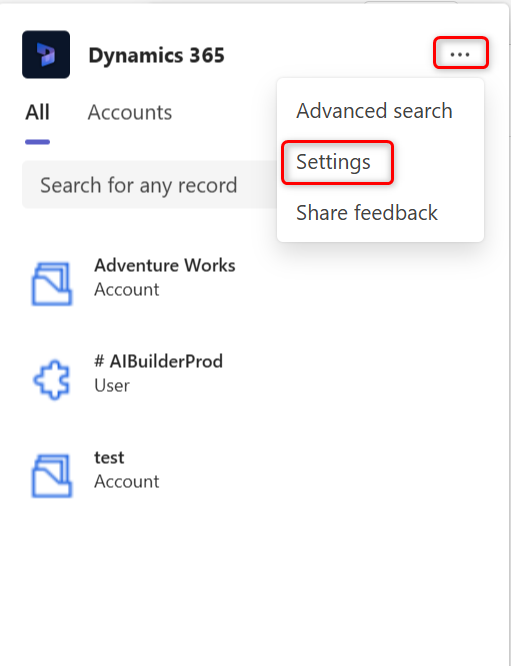 Dynamics 365
...
All Accounts
Advanced search
Settings
Share feedback
Search for any record
Adventure Works
Account
# AIBuilderProd
User
test
Account